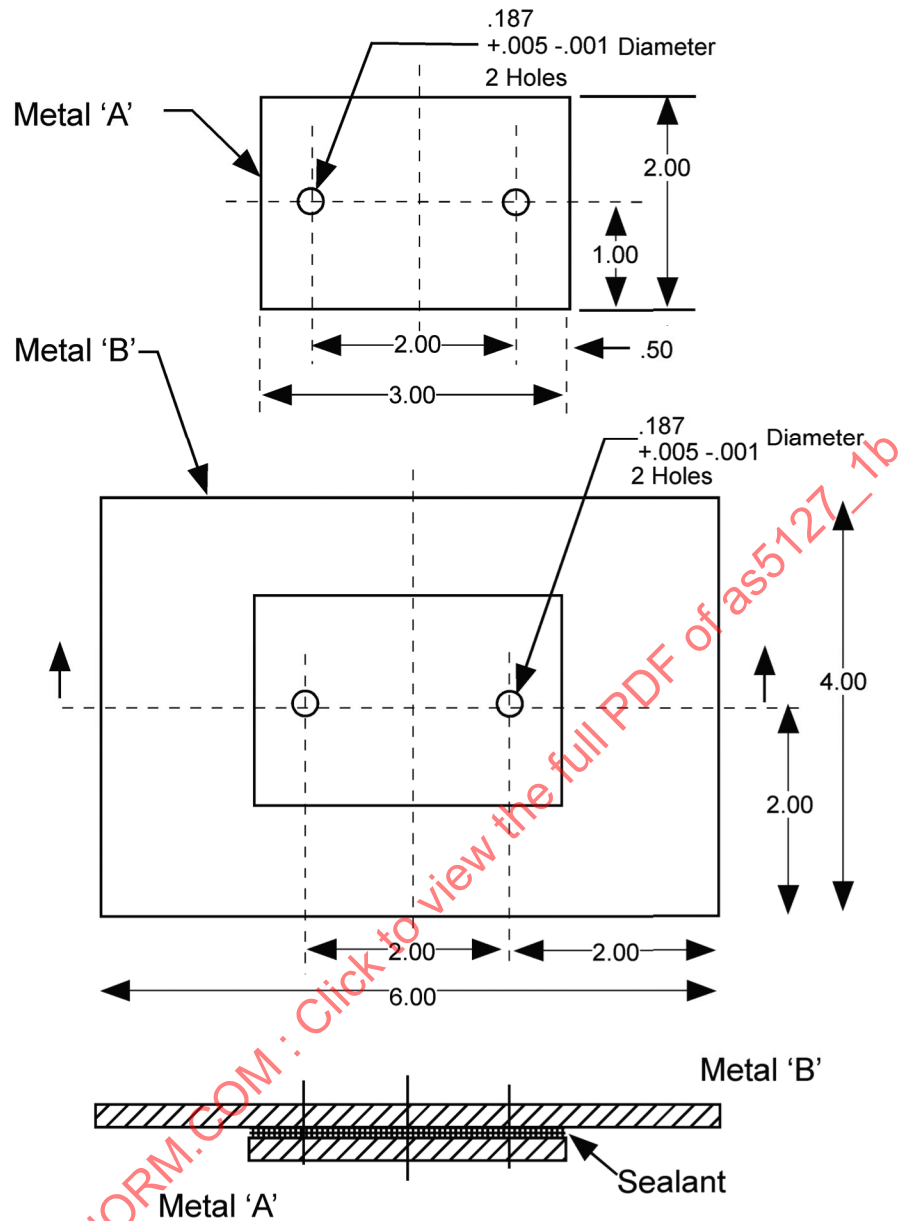 .187
+.005 -.001 Diameter
2 Holes
Metal ‘A’
2.00
1.00
2.00
.50
3.00
Metal ‘B’
.187
+.005 -.001 Diameter
2 Holes
4.00
2.00
2.00
2.00
6.00
Metal ‘B’
Sealant
Metal ‘A’
NORM.COM : Click to view the full PDF of as5127_1b